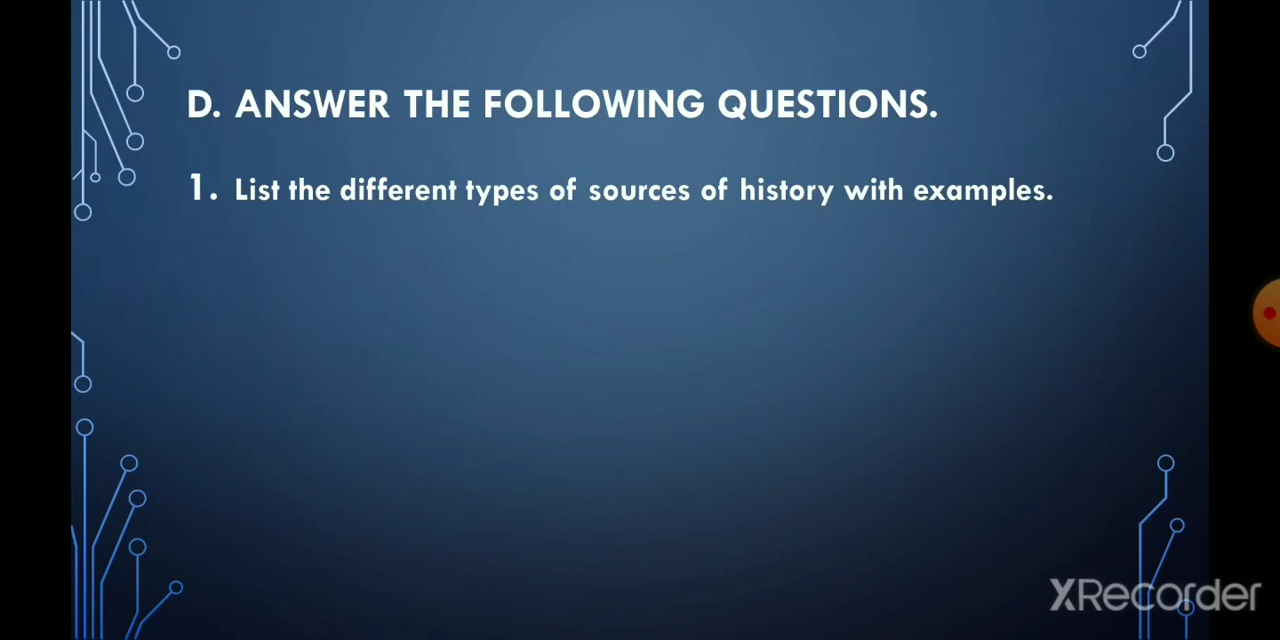 D. ANSWER THE FOLLOWING QUESTIONS.
1. List the different types of sources of history with examples.
XRecorder